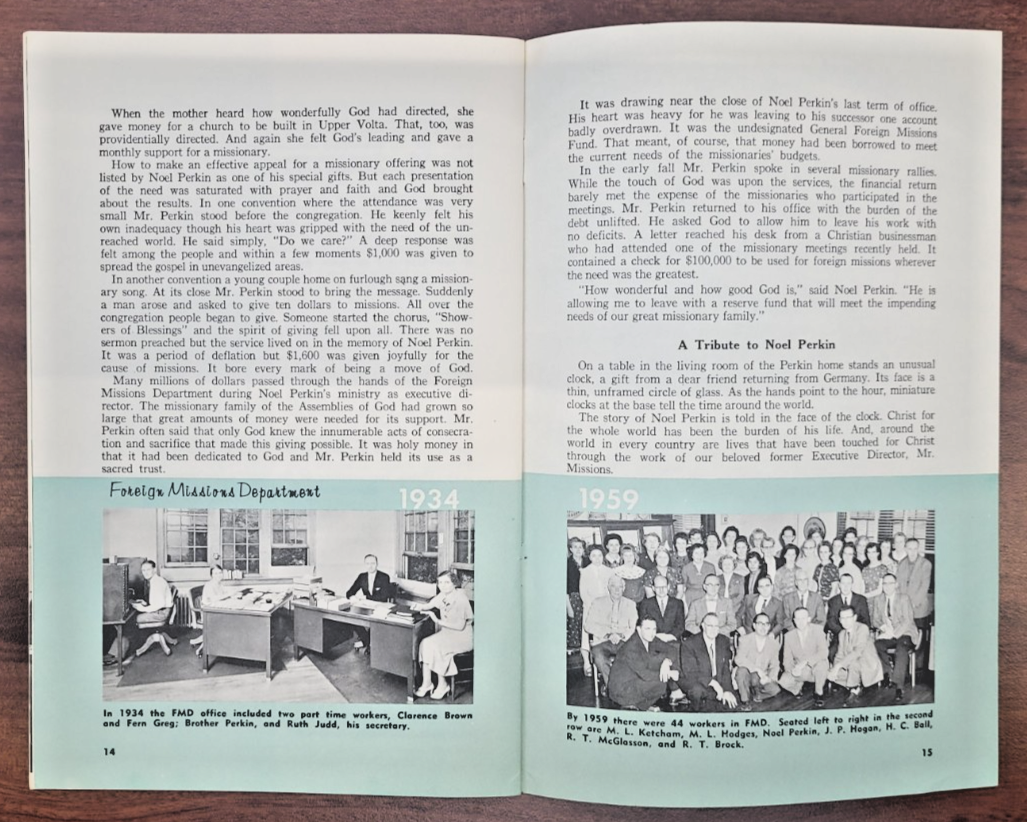 When the mother heard how wonderfully God had directed, she
gave money for a church to be built in Upper Volta. That, too, was
providentially directed. And again she felt God's leading and gave a
monthly support for a missionary.
How to make an effective appeal for a missionary offering was not
listed by Noel Perkin as one of his special gifts. But each presentation
of the need was saturated with prayer and faith and God brought
about the results. In one convention where the attendance was very
small Mr. Perkin stood before the congregation. He keenly felt his
own inadequacy though his heart was gripped with the need of the un-
reached world. He said simply, "Do we care?" A deep response was
felt among the people and within a few moments $1,000 was given to
spread the gospel in unevangelized areas.
In another convention a young couple home on furlough sang a mission-
ary song. At its close Mr. Perkin stood to bring the message. Suddenly
a man arose and asked to give ten dollars to missions. All over the
congregation people began to give. Someone started the chorus, "Show-
ers of Blessings" and the spirit of giving fell upon all. There was no
sermon preached but the service lived on in the memory of Noel Perkin.
It was a period of deflation but $1,600 was given joyfully for the
cause of missions. It bore every mark of being a move of God.
Many millions of dollars passed through the hands of the Foreign
Missions Department during Noel Perkin's ministry as executive di-
rector. The missionary family of the Assemblies of God had grown so
large that great amounts of money were needed for its support. Mr.
Perkin often said that only God knew the innumerable acts of consecra-
tion and sacrifice that made this giving possible. It was holy money in
that it had been dedicated to God and Mr. Perkin held its use as a
sacred trust.
Foreign Missions Department
1934
In 1934 the FMD office included two part time workers, Clarence Brown
and Fern Greg; Brother Perkin, and Ruth Judd, his secretary.
14
It was drawing near the close of Noel Perkin's last term of office.
His heart was heavy for he was leaving to his successor one account
badly overdrawn. It was the undesignated General Foreign Missions
Fund. That meant, of course, that money had been borrowed to meet
the current needs of the missionaries' budgets.
In the early fall Mr. Perkin spoke in several missionary rallies.
While the touch of God was upon the services, the financial return
barely met the expense of the missionaries who participated in the
meetings. Mr. Perkin returned to his office with the burden of the
debt unlifted. He asked God to allow him to leave his work with
no deficits. A letter reached his desk from a Christian businessman
who had attended one of the missionary meetings recently held. It
contained a check for $100,000 to be used for foreign missions wherever
the need was the greatest.
"How wonderful and how good God is," said Noel Perkin. "He is
allowing me to leave with a reserve fund that will meet the impending
needs of our great missionary family."
A Tribute to Noel Perkin
On a table in the living room of the Perkin home stands an unusual
clock, a gift from a dear friend returning from Germany. Its face is a
thin, unframed circle of glass. As the hands point to the hour, miniature
clocks at the base tell the time around the world.
The story of Noel Perkin is told in the face of the clock. Christ for
the whole world has been the burden of his life. And, around the
world in every country are lives that have been touched for Christ
through the work of our beloved former Executive Director, Mr.
Missions.
1959
By 1959 there were 44 workers in FMD. Seated left to right in the second
row are M. L. Ketcham, M. L. Hodges, Noel Perkin, J. P. Hogan, H. C. Ball,
R. T. McGlasson, and R. T. Brock.
15